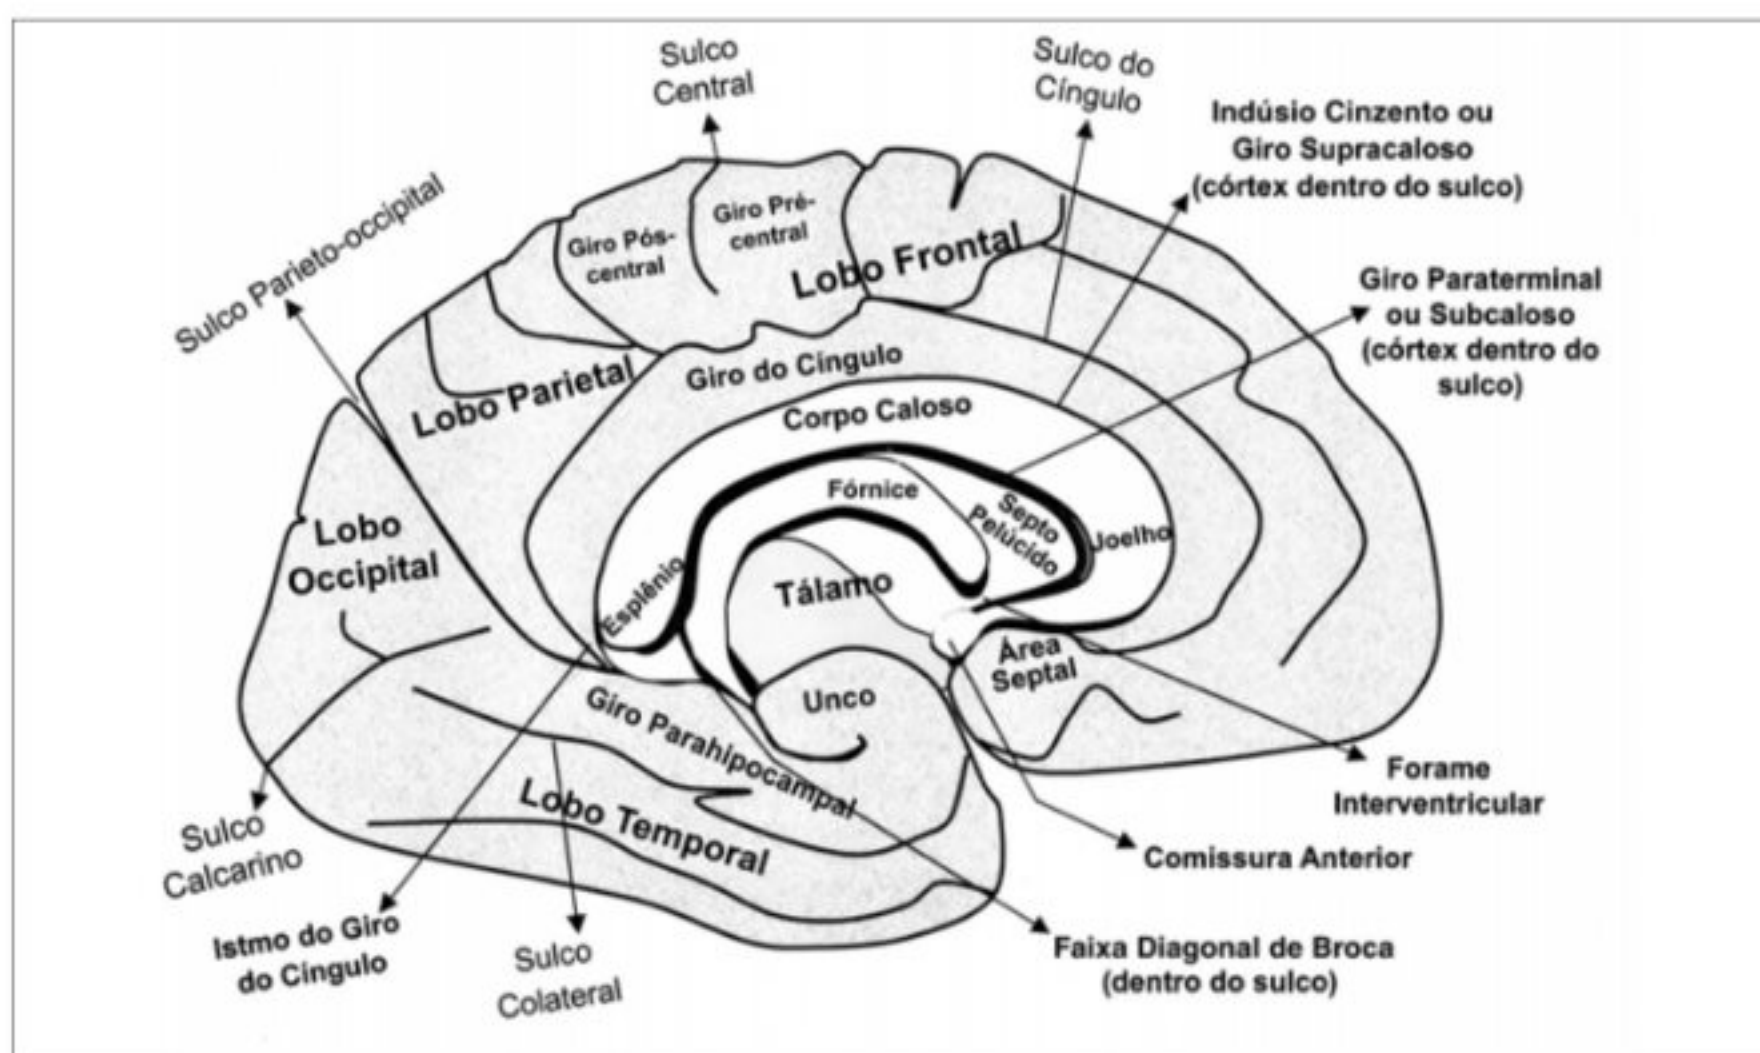 Sulco
Central
Sulco do
Cíngulo
Indúsio Cinzento ou
Giro Supracaloso
(córtex dentro do sulco)
Sulco Parieto-occipital
Giro Pós-
central
Giro Pré-
central
Lobo Frontal
Giro Paraterminal
ou Subcaloso
(córtex dentro do
sulco)
Lobo Parietal
Giro do Cíngulo
Corpo Caloso
Fórnice
Septo
Pelúcido
Joelho
Lobo
Occipital
Esplênio
Tálamo
Área
Septal
Unco
Giro Parahipocampal
Lobo Temporal
Forame
Interventricular
Sulco
Calcarino
Comissura Anterior
Istmo do Giro
do Cíngulo
Sulco
Colateral
Faixa Diagonal de Broca
(dentro do sulco)